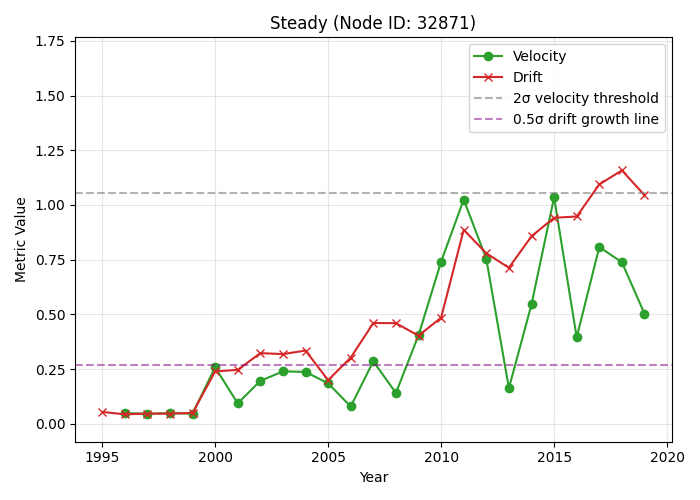 Steady (Node ID: 32871)
Metric Value
1.75
1.50
1.25
1.00
0.75
0.50
0.25
0.00
Velocity
Drift
2σ velocity threshold
0.5σ drift growth line
1995
2000
2005
2010
2015
2020
Year